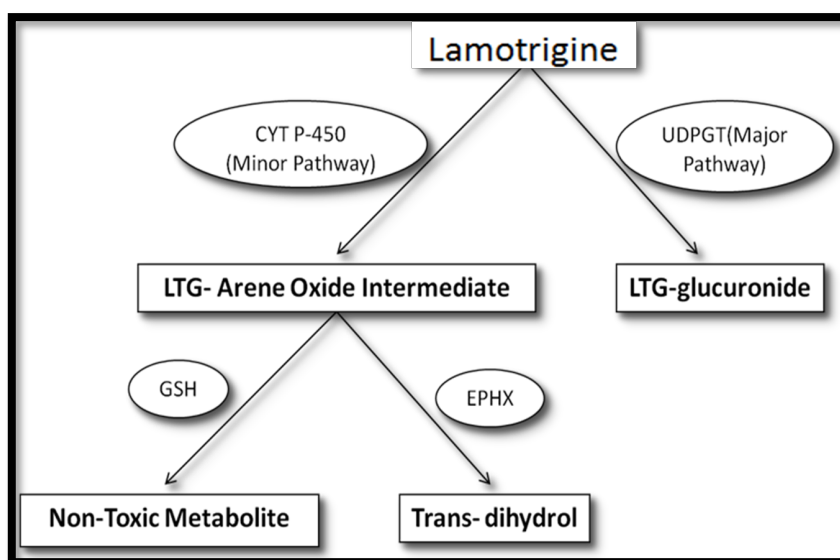 Lamotrigine
CYT P-450
(Minor Pathway)
UDPGT(Major
Pathway)
LTG- Arene Oxide Intermediate
LTG-glucuronide
GSH
EPHX
Non-Toxic Metabolite
Trans- dihydrol